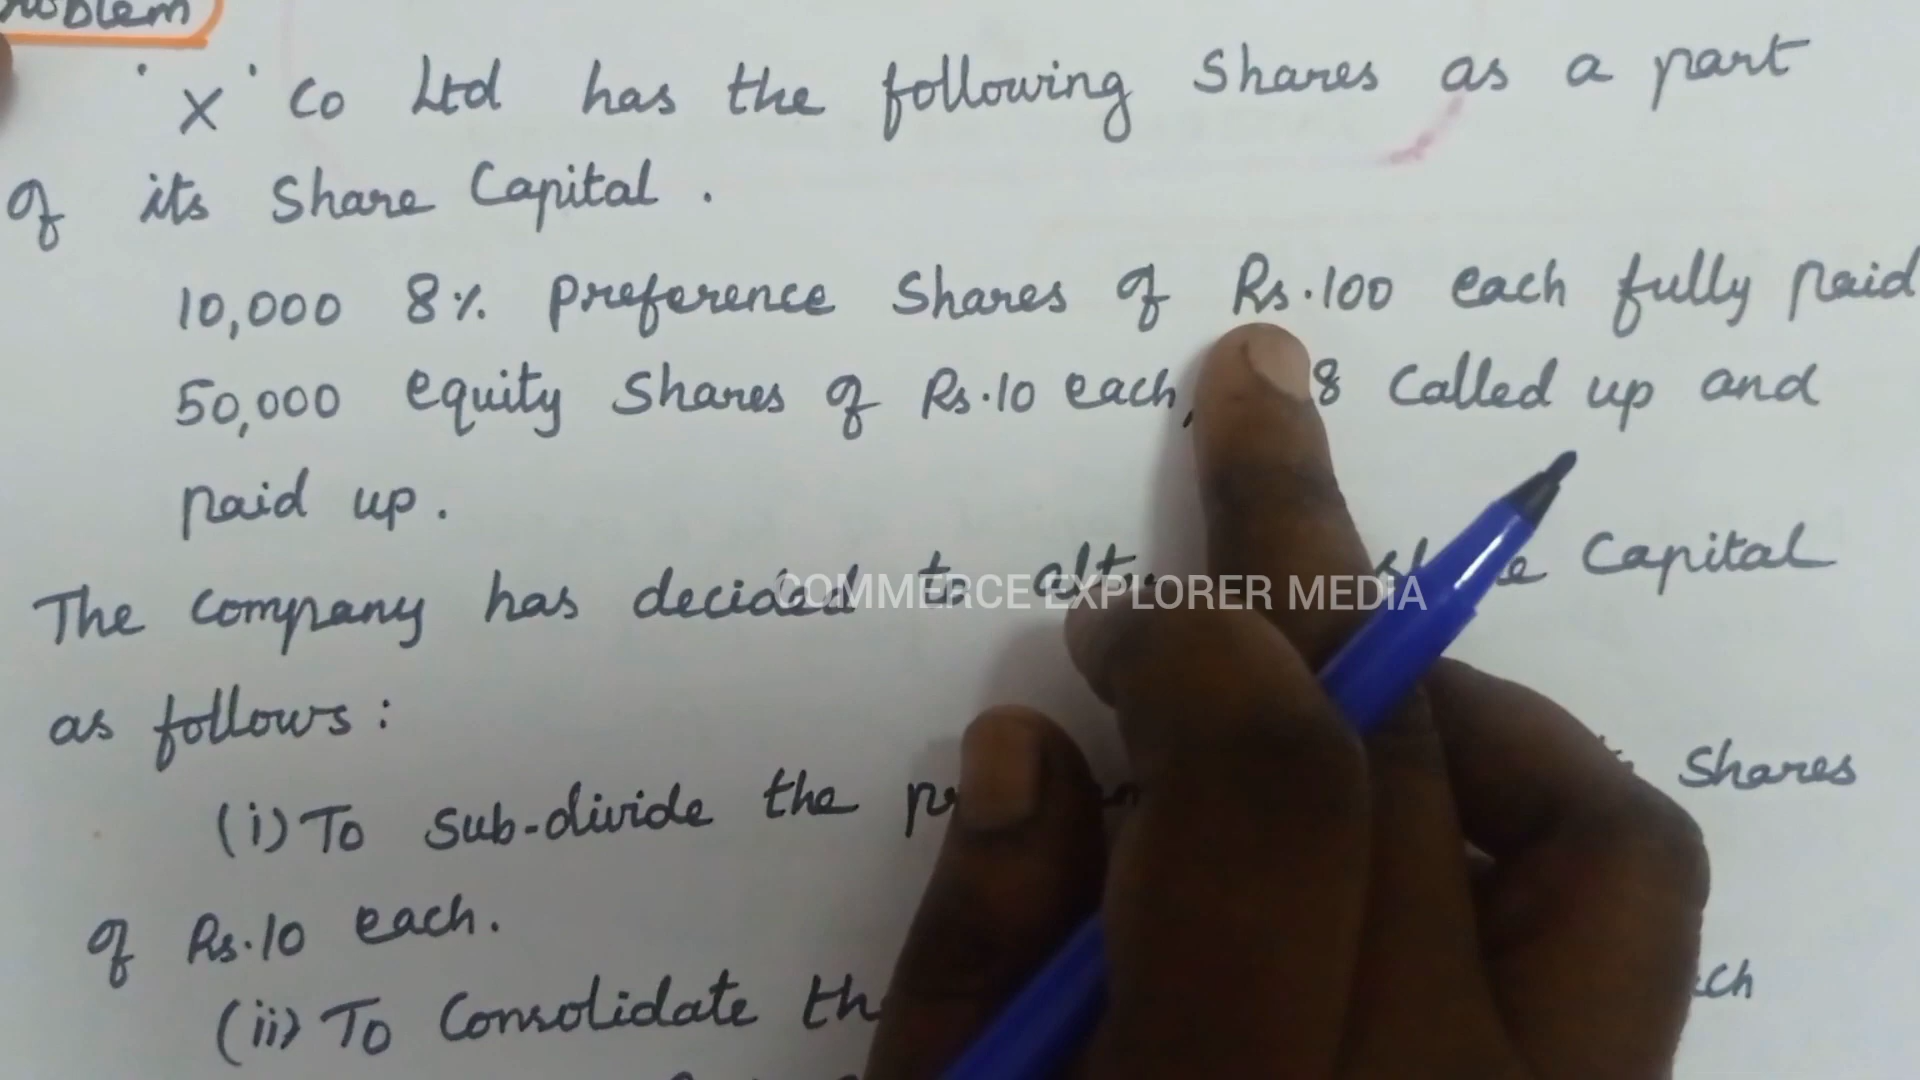 Problem
'X' Co Ltd has the following Shares as a part
of its Share Capital.
10,000 8% Preference Shares of Rs.100 each fully paid
50,000 equity Shares of Rs.10 each, 8 Called up and
paid up.
The Company has decided to Capital
COMMERCE EXPLORER MEDIA
as follows:
(i) To Sub-divide the Shares
of Rs.10 each.
(ii) To Consolidate